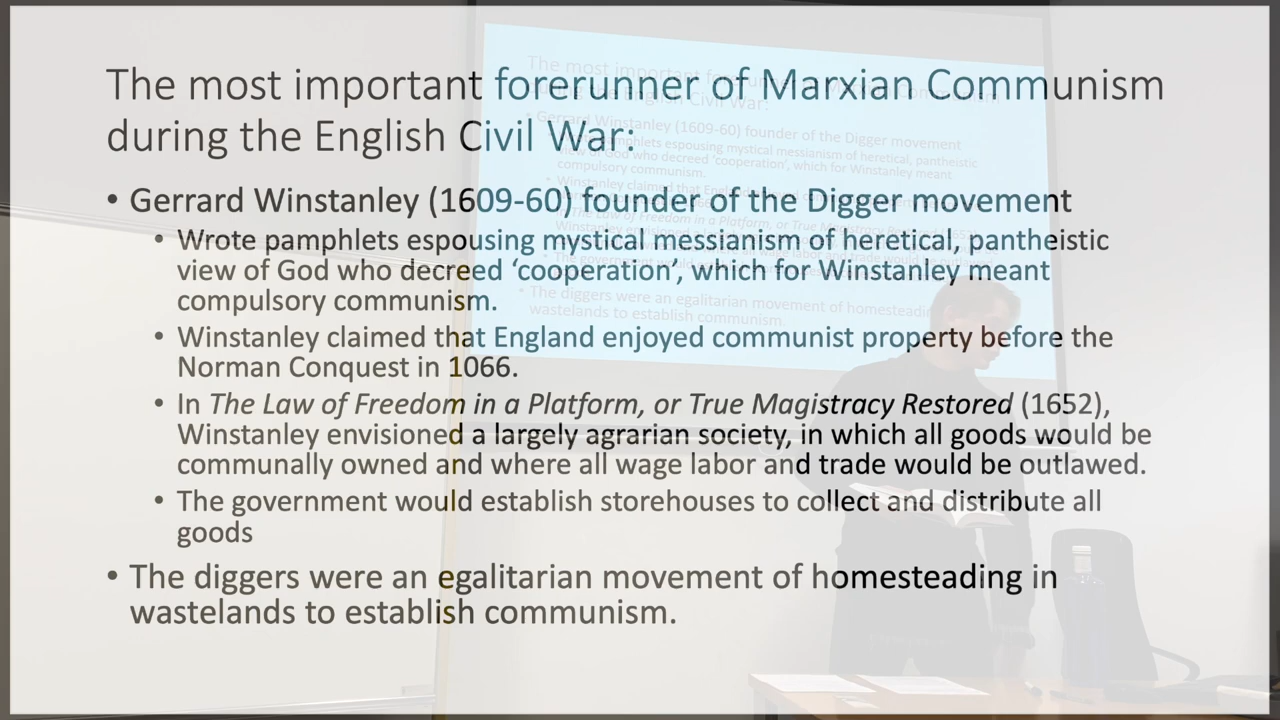 The most important forerunner of Marxian Communism
during the English Civil War:
• Gerrard Winstanley (1609-60) founder of the Digger movement
• Wrote pamphlets espousing mystical messianism of heretical, pantheistic
view of God who decreed ‘cooperation’, which for Winstanley meant
compulsory communism.
• Winstanley claimed that England enjoyed communist property before the
Norman Conquest in 1066.
• In The Law of Freedom in a Platform, or True Magistracy Restored (1652),
Winstanley envisioned a largely agrarian society, in which all goods would be
communally owned and where all wage labor and trade would be outlawed.
• The government would establish storehouses to collect and distribute all
goods
• The diggers were an egalitarian movement of homesteading in
wastelands to establish communism.